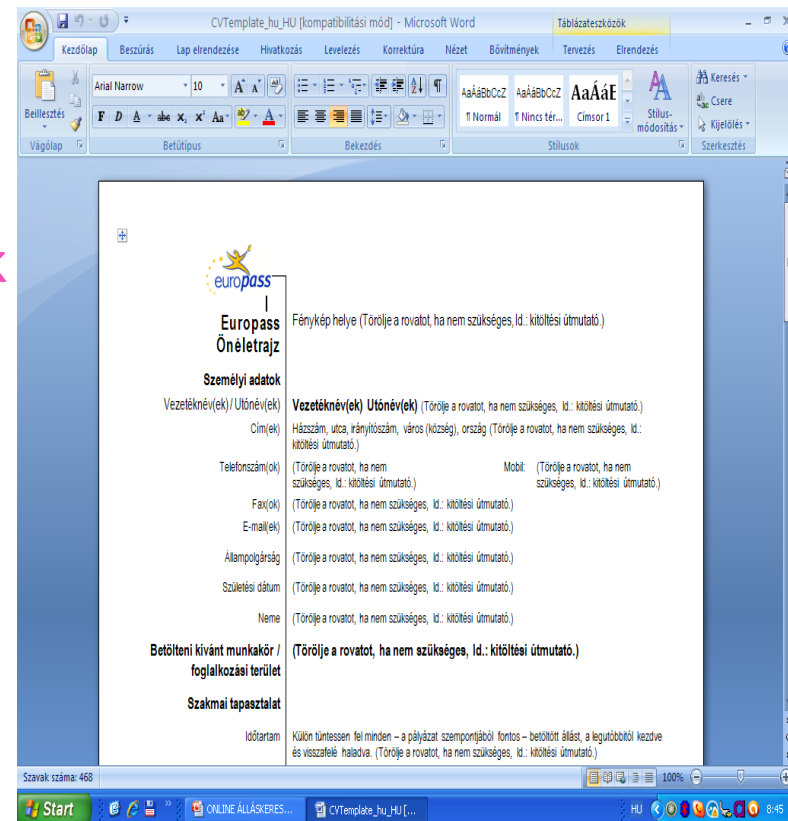 CVTemplate_hu_HU [kompatibilitási mód] - Microsoft Word
Táblázateszközök
Kezdőlap Beszúrás Lap elrendezése Hivatkozás Levelezés Korrektúra Nézet Bővítmények Tervezés Elrendezés
Beillesztés
Arial Narrow 10
AaÁáBbCcZ AaÁáBbCcZ AaÁáE
¶ Normál ¶ Nincs tér... Címsor 1
Stílus-
módosítás
Keresés
Csere
Kijelölés
Vágólap Betűtípus Bekezdés Stílusok Szerkesztés
K
europass
Europass
Önéletrajz
Fénykép helye (Törölje a rovatot, ha nem szükséges, ld.: kitöltési útmutató.)
Személyi adatok
Vezetéknév(ek) / Utónév(ek) Vezetéknév(ek) Utónév(ek) (Törölje a rovatot, ha nem szükséges, ld.: kitöltési útmutató.)
Cím(ek) Házszám, utca, irányítószám, város (község), ország (Törölje a rovatot, ha nem szükséges, ld.:
kitöltési útmutató.)
Telefonszám(ok) (Törölje a rovatot, ha nem Mobil: (Törölje a rovatot, ha nem
szükséges, ld.: kitöltési útmutató.) szükséges, ld.: kitöltési útmutató.)
Fax(ok) (Törölje a rovatot, ha nem szükséges, ld.: kitöltési útmutató.)
E-mail(ek) (Törölje a rovatot, ha nem szükséges, ld.: kitöltési útmutató.)
Állampolgárság (Törölje a rovatot, ha nem szükséges, ld.: kitöltési útmutató.)
Születési dátum (Törölje a rovatot, ha nem szükséges, ld.: kitöltési útmutató.)
Neme (Törölje a rovatot, ha nem szükséges, ld.: kitöltési útmutató.)
Betölteni kívánt munkakör / (Törölje a rovatot, ha nem szükséges, ld.: kitöltési útmutató.)
foglalkozási terület
Szakmai tapasztalat
Időtartam Külön tüntessen fel minden – a pályázat szempontjából fontos – betöltött állást, a legutóbbitól kezdve
és visszafelé haladva. (Törölje a rovatot, ha nem szükséges, ld.: kitöltési útmutató.)
Szavak száma: 468 100%
Start ONLINE ÁLLÁSKERES... CVTemplate_hu_HU [... HU 8:45